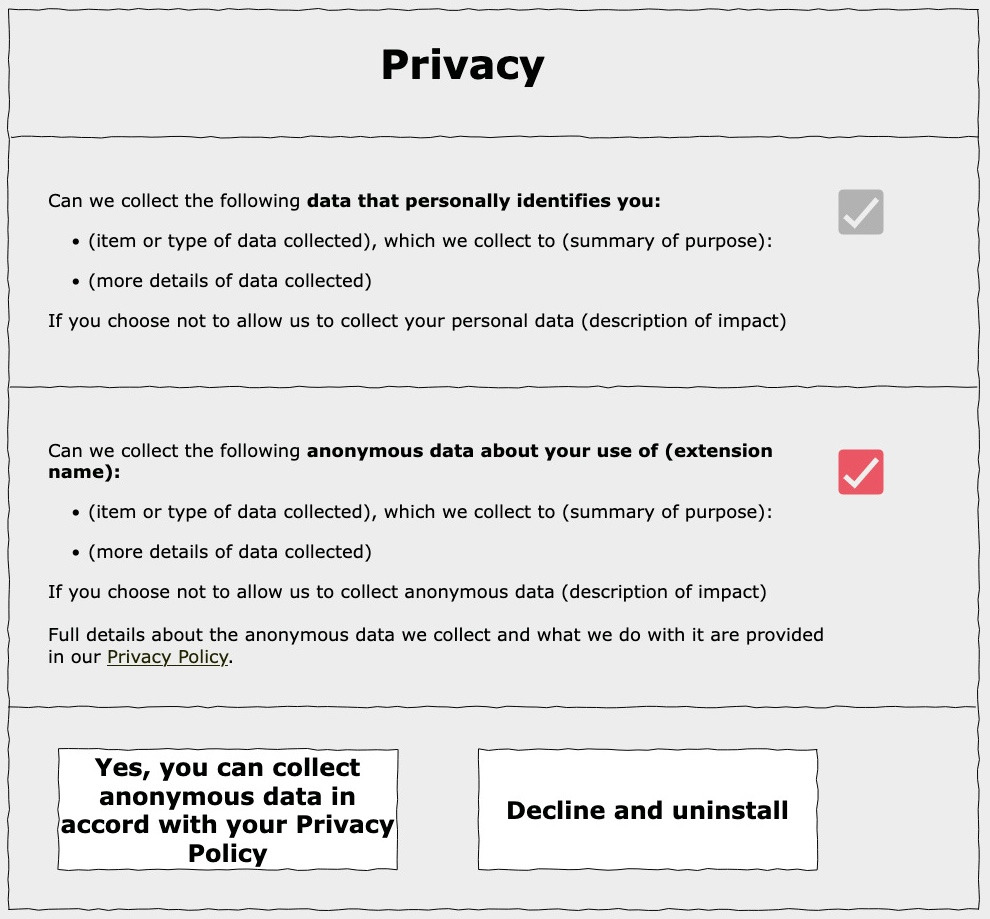 Privacy
Can we collect the following data that personally identifies you:
• (item or type of data collected), which we collect to (summary of purpose):
• (more details of data collected)
If you choose not to allow us to collect your personal data (description of impact)
Can we collect the following anonymous data about your use of (extension
name):
• (item or type of data collected), which we collect to (summary of purpose):
• (more details of data collected)
If you choose not to allow us to collect anonymous data (description of impact)
Full details about the anonymous data we collect and what we do with it are provided
in our Privacy Policy.
Yes, you can collect
anonymous data in
accord with your Privacy
Policy
Decline and uninstall